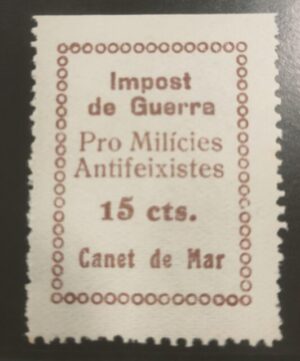 Impost
de Guerra
Pro Milícies
Antifeixistes
15 cts.
Canet de Mar